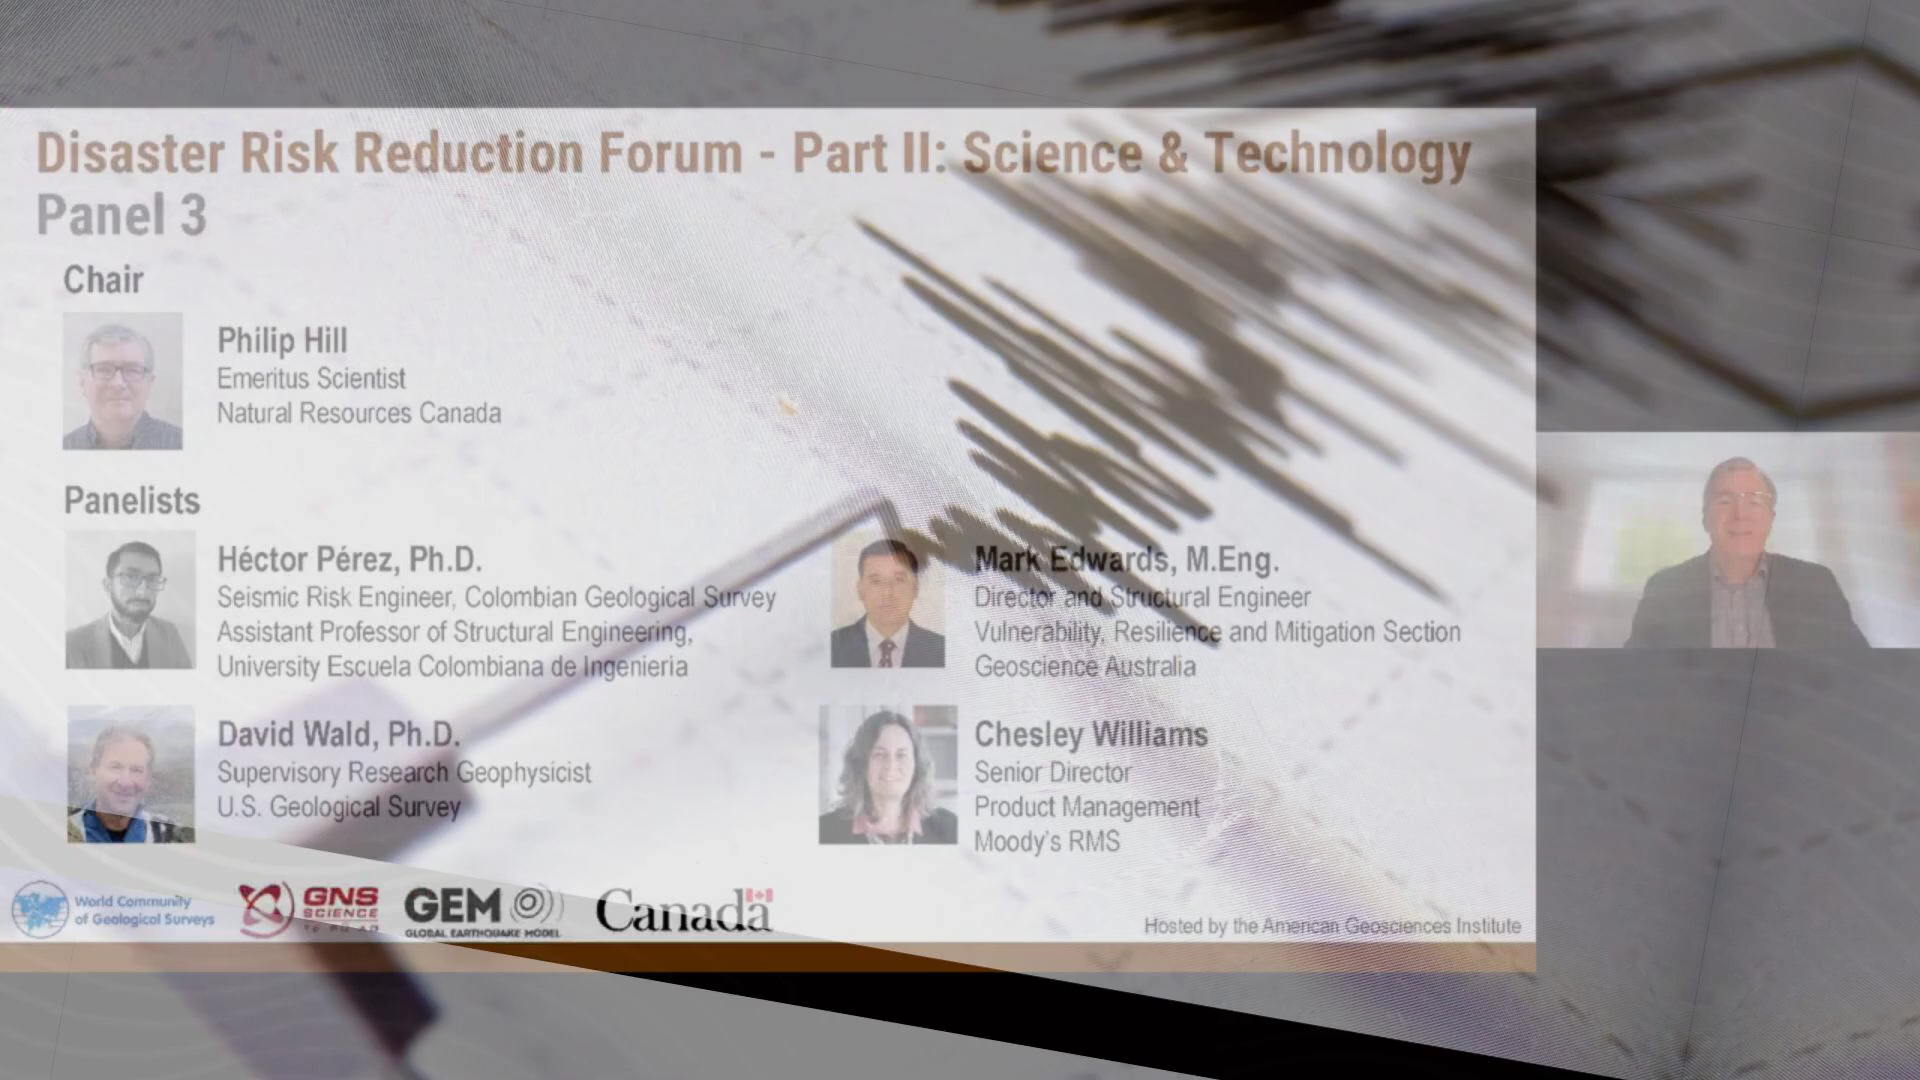 Disaster Risk Reduction Forum - Part II: Science & Technology
Panel 3
Chair
Philip Hill
Emeritus Scientist
Natural Resources Canada
Panelists
Héctor Pérez, Ph.D.
Seismic Risk Engineer, Colombian Geological Survey
Assistant Professor of Structural Engineering,
University Escuela Colombiana de Ingenieria
Mark Edwards, M.Eng.
Director and Structural Engineer
Vulnerability, Resilience and Mitigation Section
Geoscience Australia
David Wald, Ph.D.
Supervisory Research Geophysicist
U.S. Geological Survey
Chesley Williams
Senior Director
Product Management
Moody's RMS
World Community
of Geological Surveys
GNS
SCIENCE
TE PŪ AO
GEM
GLOBAL EARTHQUAKE MODEL
Canada
Hosted by the American Geosciences Institute